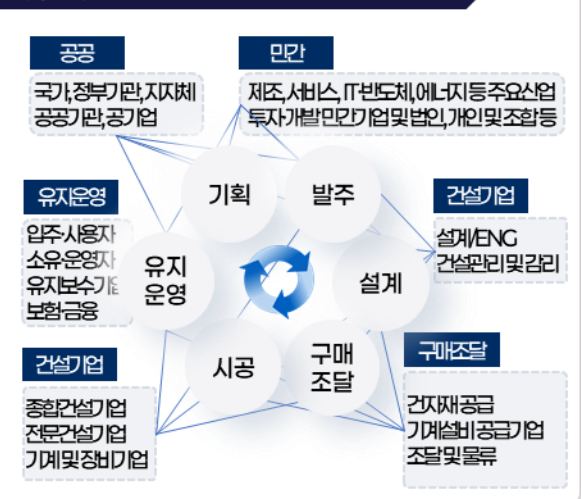 공공
국가, 정부기관, 지자체
공공기관, 공기업
민간
제조, 서비스, IT·반도체, 에너지 등 주요산업
투자·개발 민간기업 및 법인, 개인 및 조합 등
기획
발주
유지운영
입주·사용자
소유·운영자
유지보수·기업
보험·금융
유지
운영
설계
건설기업
설계/ENG
건설관리 및 감리
시공
구매
조달
건설기업
종합건설기업
전문건설기업
기계 및 장비기업
구매조달
건자재 공급
기계설비 공급기업
조달 및 물류